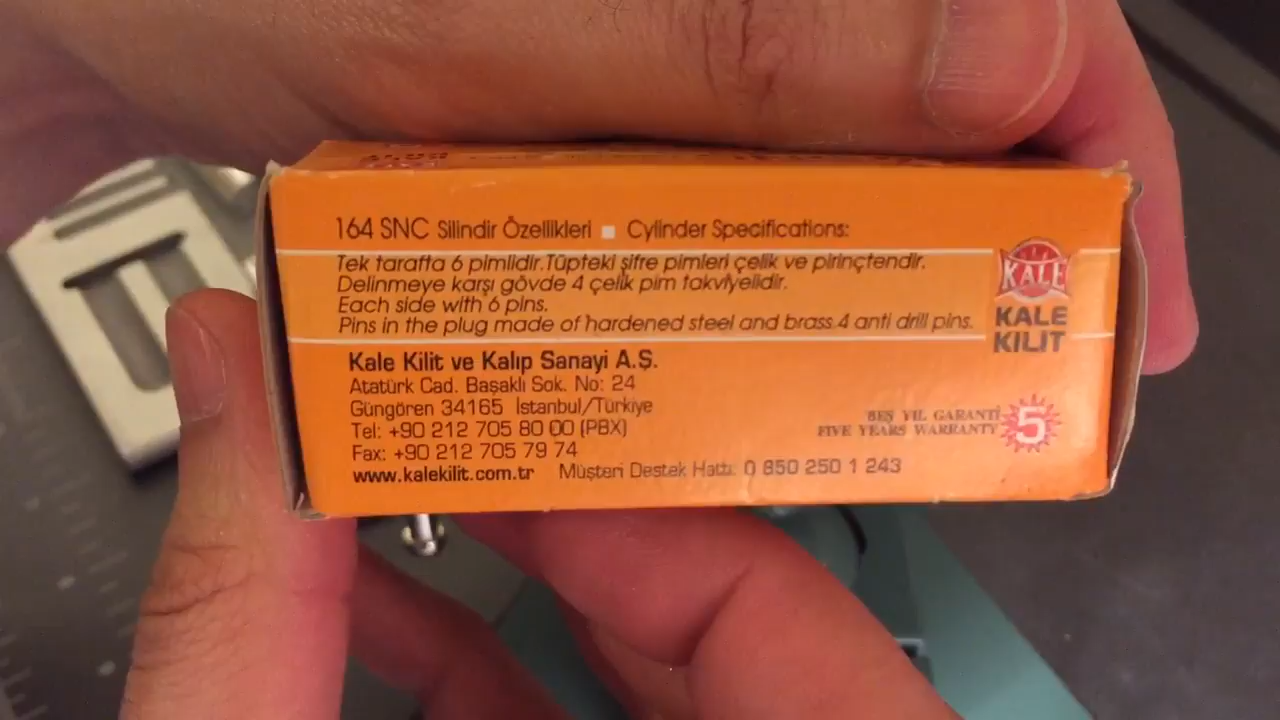 164 SNC Silindir Özellikleri ▪ Cylinder Specifications:
Tek tarafta 6 pimlidir. Tüpteki şifre pimleri çelik ve pirinçtendir.
Delinmeye karşı gövde 4 çelik pim takviyelidir.
Each side with 6 pins.
Pins in the plug made of hardened steel and brass 4 anti drill pins.
KALE
KALE
KILIT
Kale Kilit ve Kalıp Sanayi A.Ş.
Atatürk Cad. Başaklı Sok. No: 24
Güngören 34165 İstanbul/Türkiye
Tel: +90 212 705 80 00 (PBX)
Fax: +90 212 705 79 74
www.kalekilit.com.tr Müşteri Destek Hattı: 0 850 250 1 243
BEŞ YIL GARANTİ
FIVE YEARS WARRANTY
5